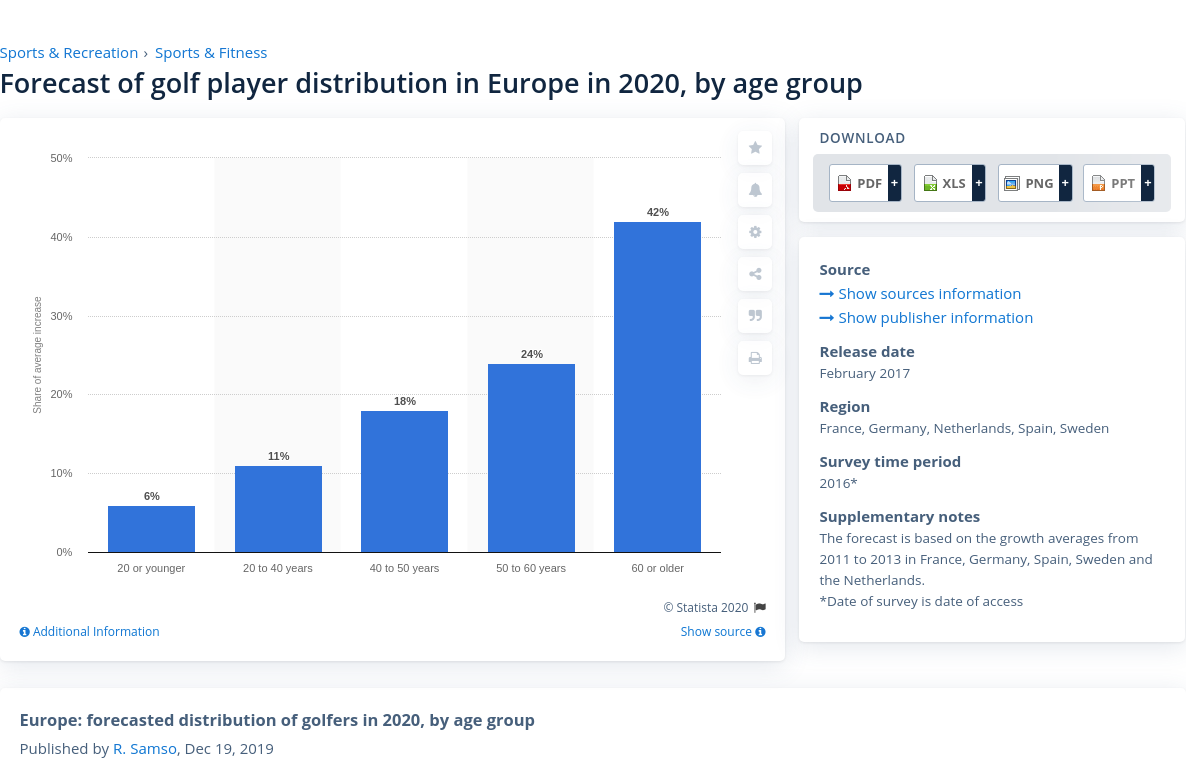 Sports & Recreation › Sports & Fitness
Forecast of golf player distribution in Europe in 2020, by age group
50%
40%
30%
20%
10%
0%
Share of average increase
6%
11%
18%
24%
42%
20 or younger
20 to 40 years
40 to 50 years
50 to 60 years
60 or older
© Statista 2020
Additional Information
Show source
DOWNLOAD
PDF +
XLS +
PNG +
PPT +
Source
Show sources information
Show publisher information
Release date
February 2017
Region
France, Germany, Netherlands, Spain, Sweden
Survey time period
2016*
Supplementary notes
The forecast is based on the growth averages from
2011 to 2013 in France, Germany, Spain, Sweden and
the Netherlands.
*Date of survey is date of access
Europe: forecasted distribution of golfers in 2020, by age group
Published by R. Samso, Dec 19, 2019